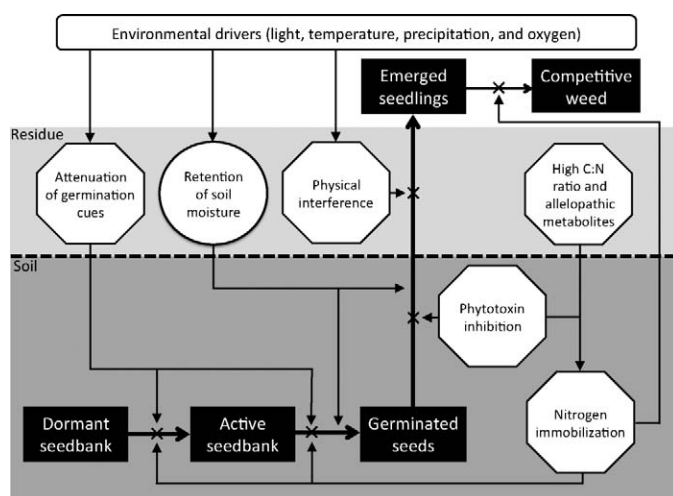 Environmental drivers (light, temperature, precipitation, and oxygen)
Emerged
seedlings
Competitive
weed
Residue
Attenuation
of germination
cues
Retention
of soil
moisture
Physical
interference
High C:N
ratio and
allelopathic
metabolites
Soil
Phytotoxin
inhibition
Dormant
seedbank
Active
seedbank
Germinated
seeds
Nitrogen
immobilization